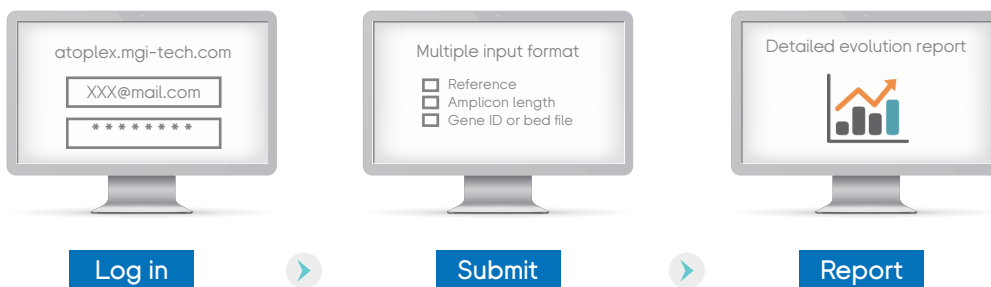 atoplex.mgi-tech.com
XXX@mail.com
* * * * * * * *
Log in
Multiple input format
Reference
Amplicon length
Gene ID or bed file
Submit
Detailed evolution report
Report